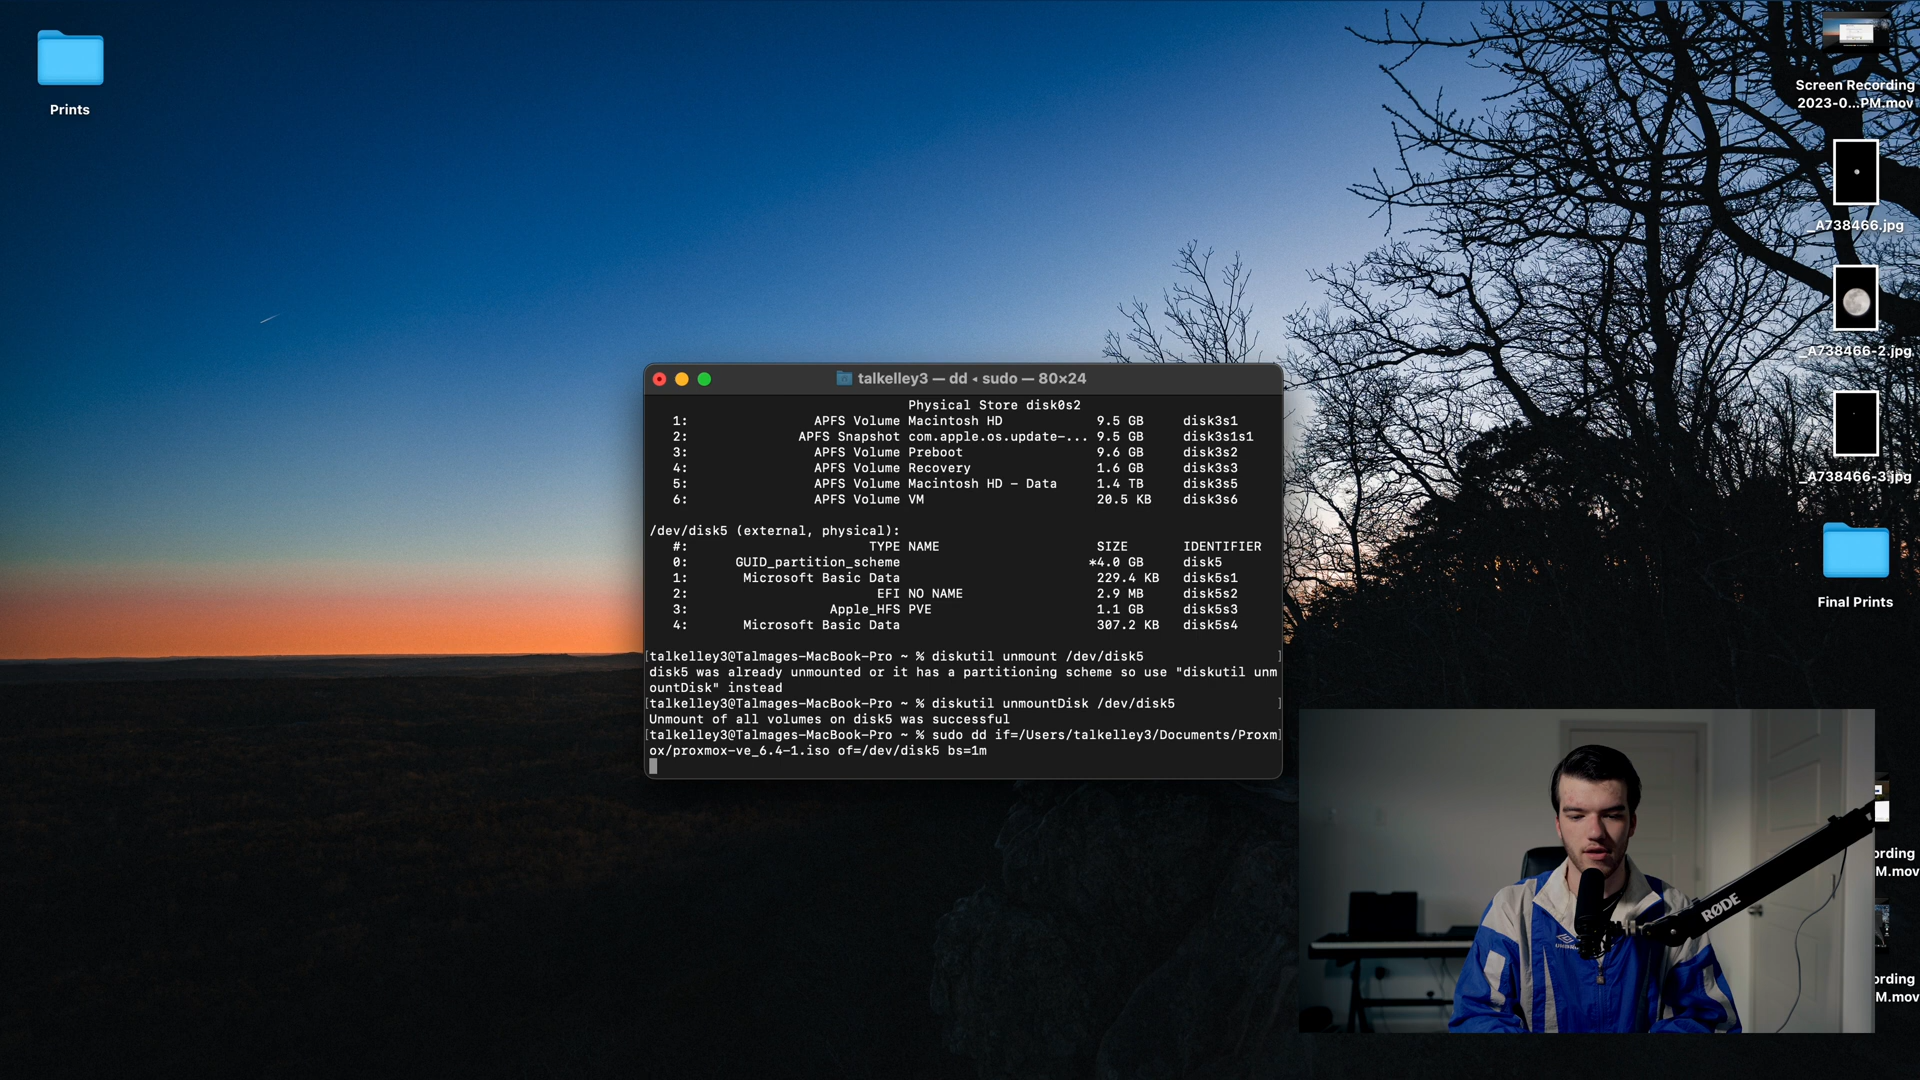 Prints
Screen Recording
2023-0...PM.mov
_A738466.jpg
_A738466-2.jpg
_A738466-3.jpg
Final Prints
talkelley3 — dd ◂ sudo — 80×24
Physical Store disk0s2
1: APFS Volume Macintosh HD 9.5 GB disk3s1
2: APFS Snapshot com.apple.os.update-... 9.5 GB disk3s1s1
3: APFS Volume Preboot 9.6 GB disk3s2
4: APFS Volume Recovery 1.6 GB disk3s3
5: APFS Volume Macintosh HD - Data 1.4 TB disk3s5
6: APFS Volume VM 20.5 KB disk3s6
/dev/disk5 (external, physical):
#: TYPE NAME SIZE IDENTIFIER
0: GUID_partition_scheme *4.0 GB disk5
1: Microsoft Basic Data 229.4 KB disk5s1
2: EFI NO NAME 2.9 MB disk5s2
3: Apple_HFS PVE 1.1 GB disk5s3
4: Microsoft Basic Data 307.2 KB disk5s4
[talkelley3@Talmages-MacBook-Pro ~ % diskutil unmount /dev/disk5 ]
disk5 was already unmounted or it has a partitioning scheme so use "diskutil unm
ountDisk" instead
[talkelley3@Talmages-MacBook-Pro ~ % diskutil unmountDisk /dev/disk5 ]
Unmount of all volumes on disk5 was successful
[talkelley3@Talmages-MacBook-Pro ~ % sudo dd if=/Users/talkelley3/Documents/Proxm]
ox/proxmox-ve_6.4-1.iso of=/dev/disk5 bs=1m
RØDE
ording
M.mov
ording
M.mov